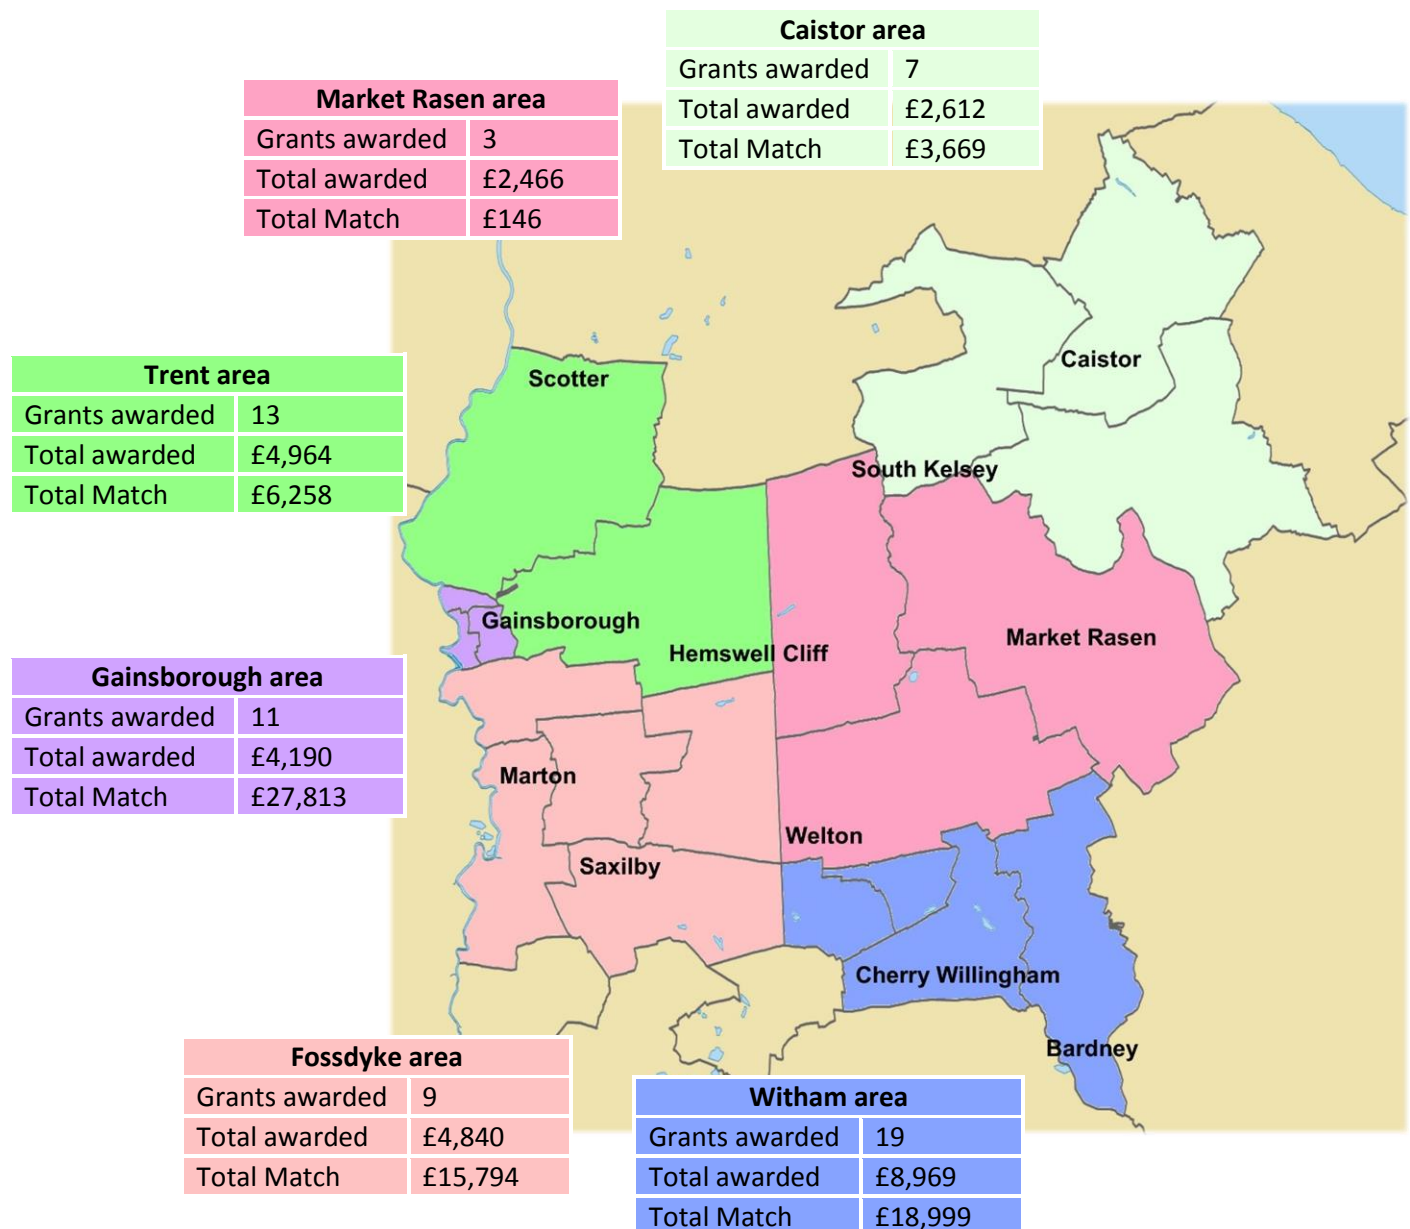 Caistor area
Grants awarded 7
Total awarded £2,612
Total Match £3,669
Market Rasen area
Grants awarded 3
Total awarded £2,466
Total Match £146
Trent area
Grants awarded 13
Total awarded £4,964
Total Match £6,258
Gainsborough area
Grants awarded 11
Total awarded £4,190
Total Match £27,813
Caistor
Scotter
South Kelsey
Gainsborough
Market Rasen
Hemswell Cliff
Marton
Welton
Saxilby
Cherry Willingham
Bardney
Fossdyke area
Grants awarded 9
Total awarded £4,840
Total Match £15,794
Witham area
Grants awarded 19
Total awarded £8,969
Total Match £18,999